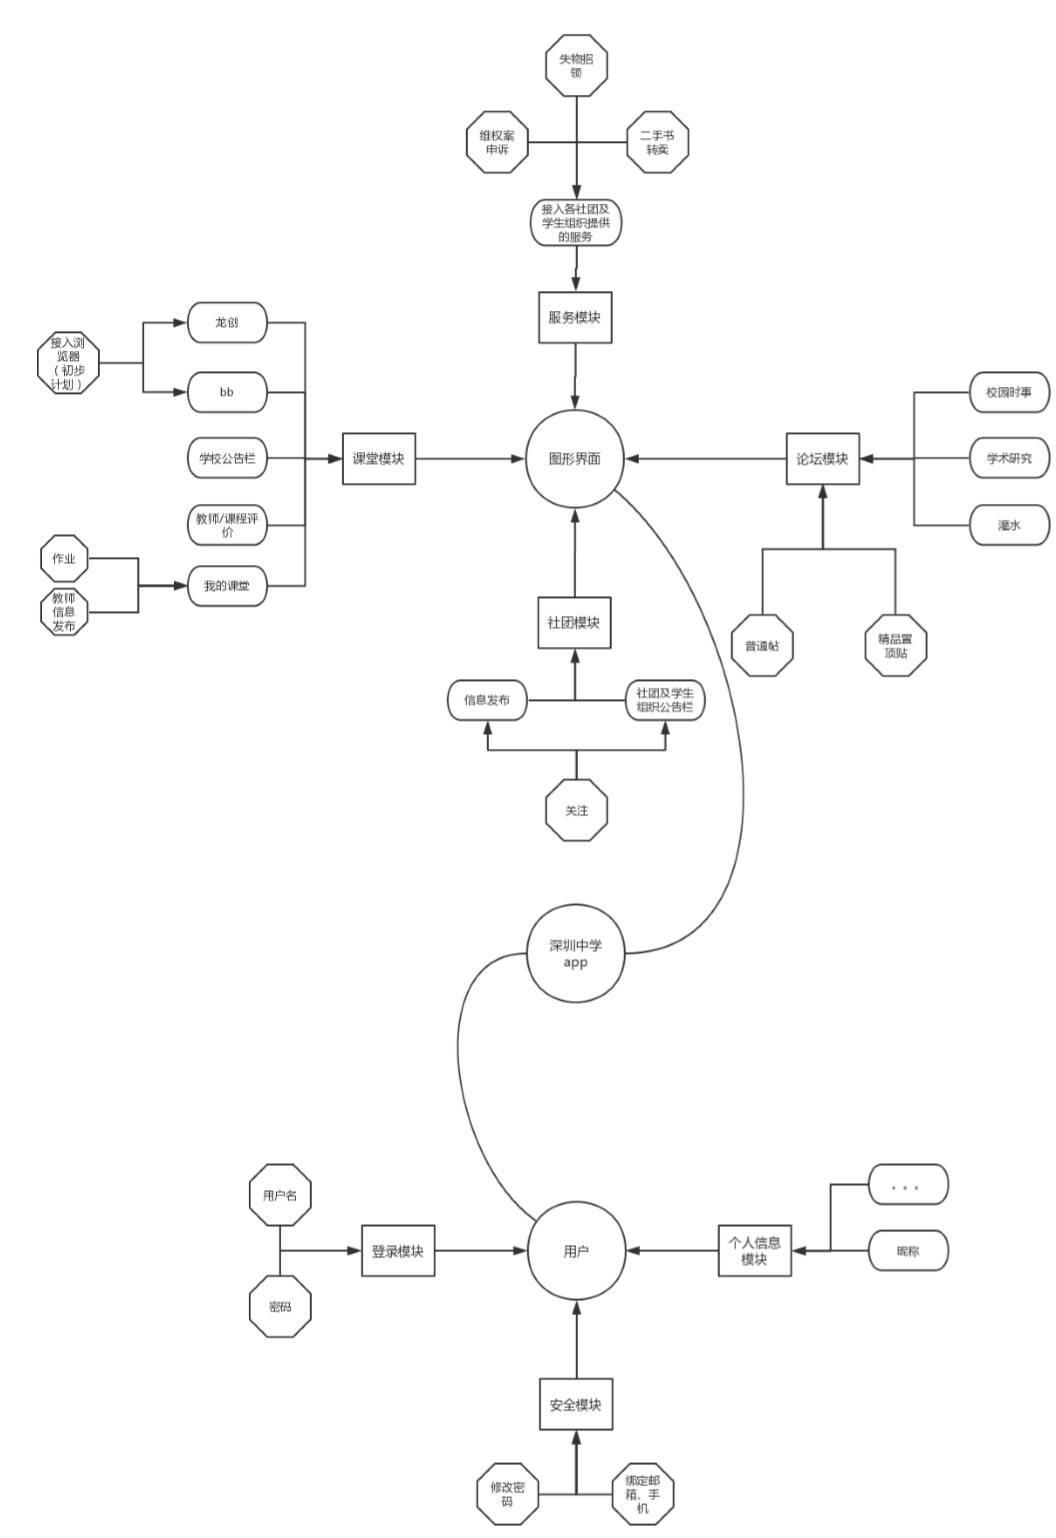 失物招
领
维权案
申诉
二手书
转卖
接入各社团及
学生组织提供
的服务
服务模块
龙创
接入浏
览器
（初步
计划）
bb
学校公告栏
教师/课程评
价
作业
教师
信息
发布
我的课堂
课堂模块
图形界面
论坛模块
校园时事
学术研究
灌水
普通帖
精品置
顶贴
社团模块
信息发布
社团及学生
组织公告栏
关注
深圳中学
app
用户名
密码
登录模块
用户
个人信息
模块
。。。
昵称
安全模块
修改密
码
绑定邮
箱、手
机